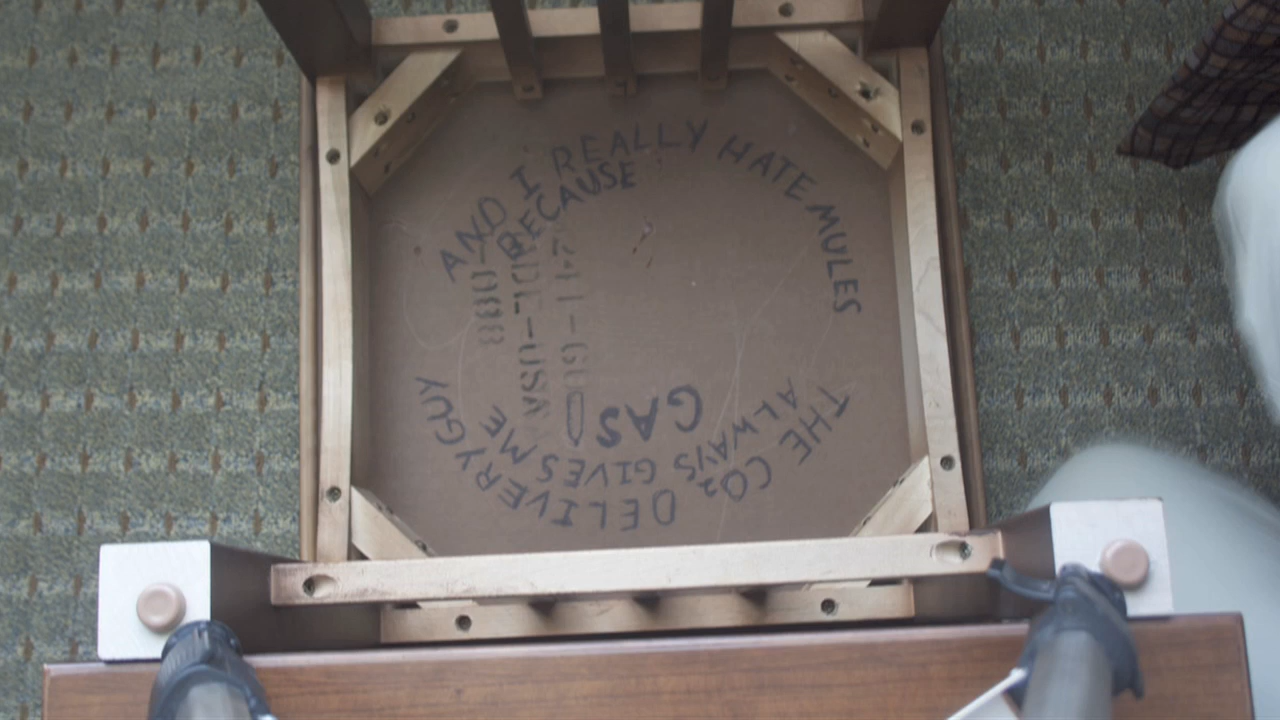 AND I REALLY HATE MULES
BECAUSE
THE CO2 DELIVERY GUY
ALWAYS GIVES ME
GAS